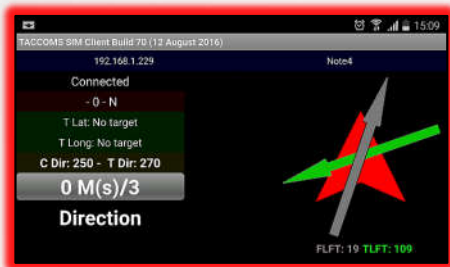 15:09
TACCOMS SIM Client Bulid 70 (12 August 2016)
192.168.1.229 Note4
Connected
- 0 - N
T Lat: No target
T Long: No target
C Dir: 250 - T Dir: 270
0 M(s)/3
Direction
FLFT: 19 TLFT: 109